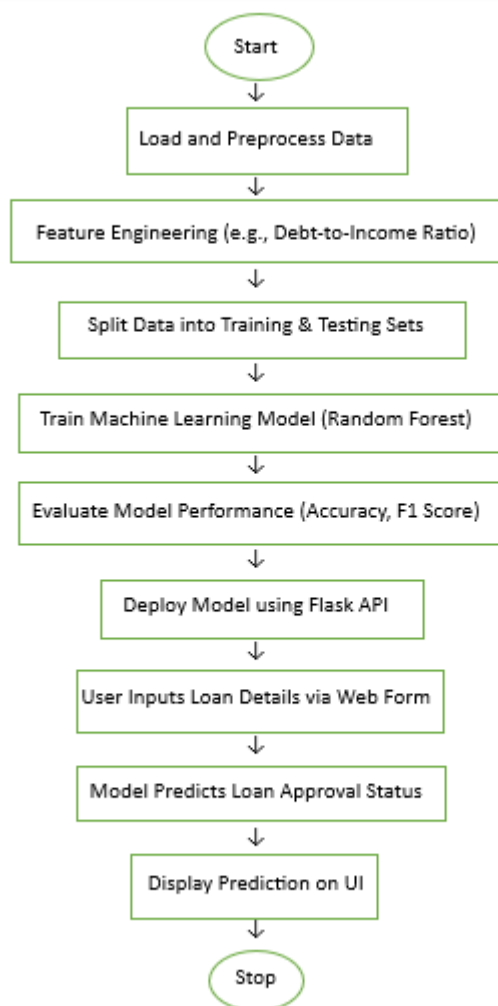 Start
Load and Preprocess Data
Feature Engineering (e.g., Debt-to-Income Ratio)
Split Data into Training & Testing Sets
Train Machine Learning Model (Random Forest)
Evaluate Model Performance (Accuracy, F1 Score)
Deploy Model using Flask API
User Inputs Loan Details via Web Form
Model Predicts Loan Approval Status
Display Prediction on UI
Stop